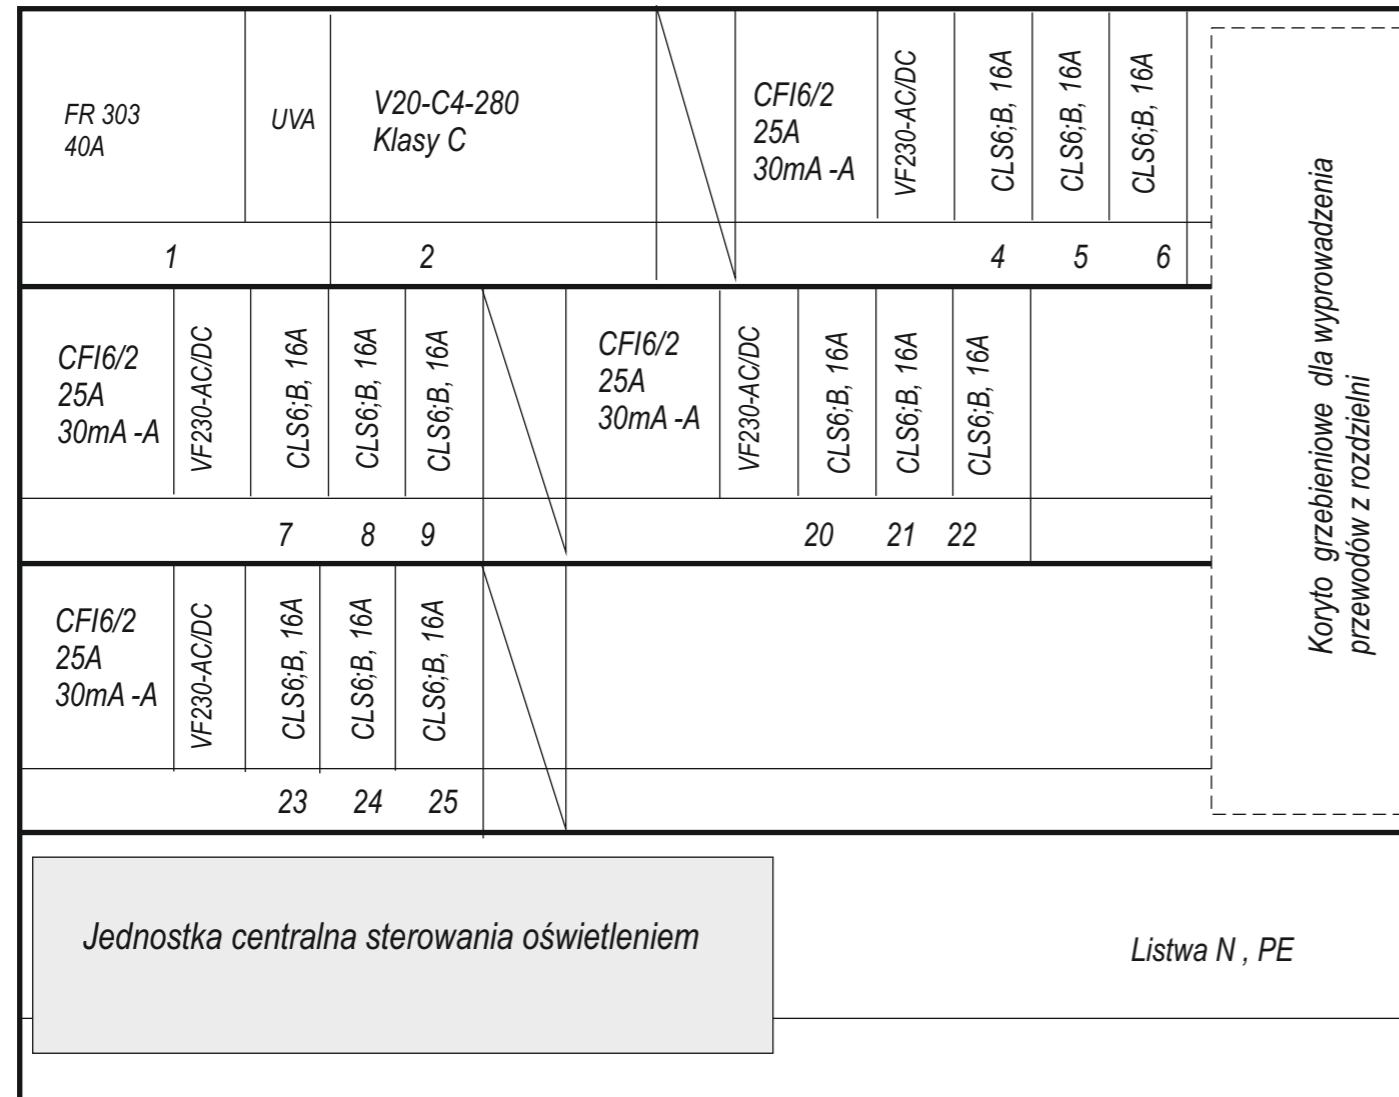 FR 303
40A
UVA
V20-C4-280
Klasy C
CFI6/2
25A
30mA -A
VF230-AC/DC
CLS6;B, 16A
CLS6;B, 16A
CLS6;B, 16A
1
2
4
5
6
CFI6/2
25A
30mA -A
VF230-AC/DC
CLS6;B, 16A
CLS6;B, 16A
CLS6;B, 16A
CFI6/2
25A
30mA -A
VF230-AC/DC
CLS6;B, 16A
CLS6;B, 16A
CLS6;B, 16A
7
8
9
20
21
22
CFI6/2
25A
30mA -A
VF230-AC/DC
CLS6;B, 16A
CLS6;B, 16A
CLS6;B, 16A
23
24
25
Koryto grzebieniowe dla wyprowadzenia
przewodów z rozdzielni
Jednostka centralna sterowania oświetleniem
Listwa N , PE